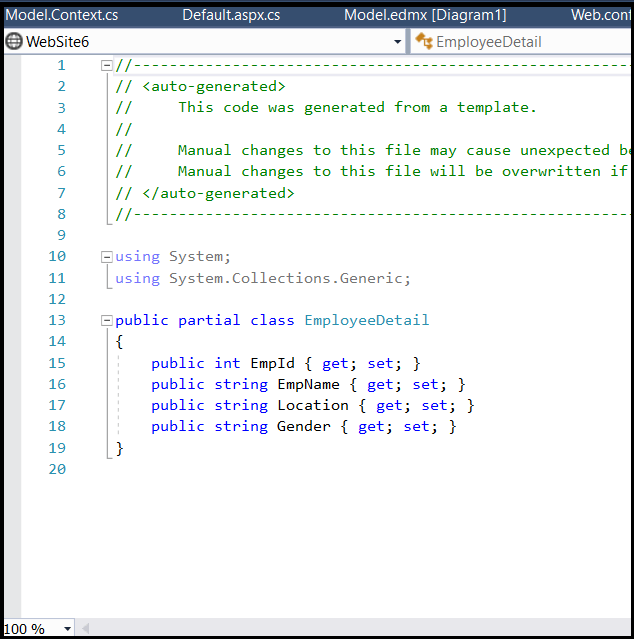 Model.Context.cs Default.aspx.cs Model.edmx [Diagram1] Web.conf
WebSite6 EmployeeDetail
1 //--------------------------------------------------------
2 // <auto-generated>
3 //     This code was generated from a template.
4 //
5 //     Manual changes to this file may cause unexpected be
6 //     Manual changes to this file will be overwritten if
7 // </auto-generated>
8 //--------------------------------------------------------
9
10 using System;
11 using System.Collections.Generic;
12
13 public partial class EmployeeDetail
14 {
15     public int EmpId { get; set; }
16     public string EmpName { get; set; }
17     public string Location { get; set; }
18     public string Gender { get; set; }
19 }
20
100 %